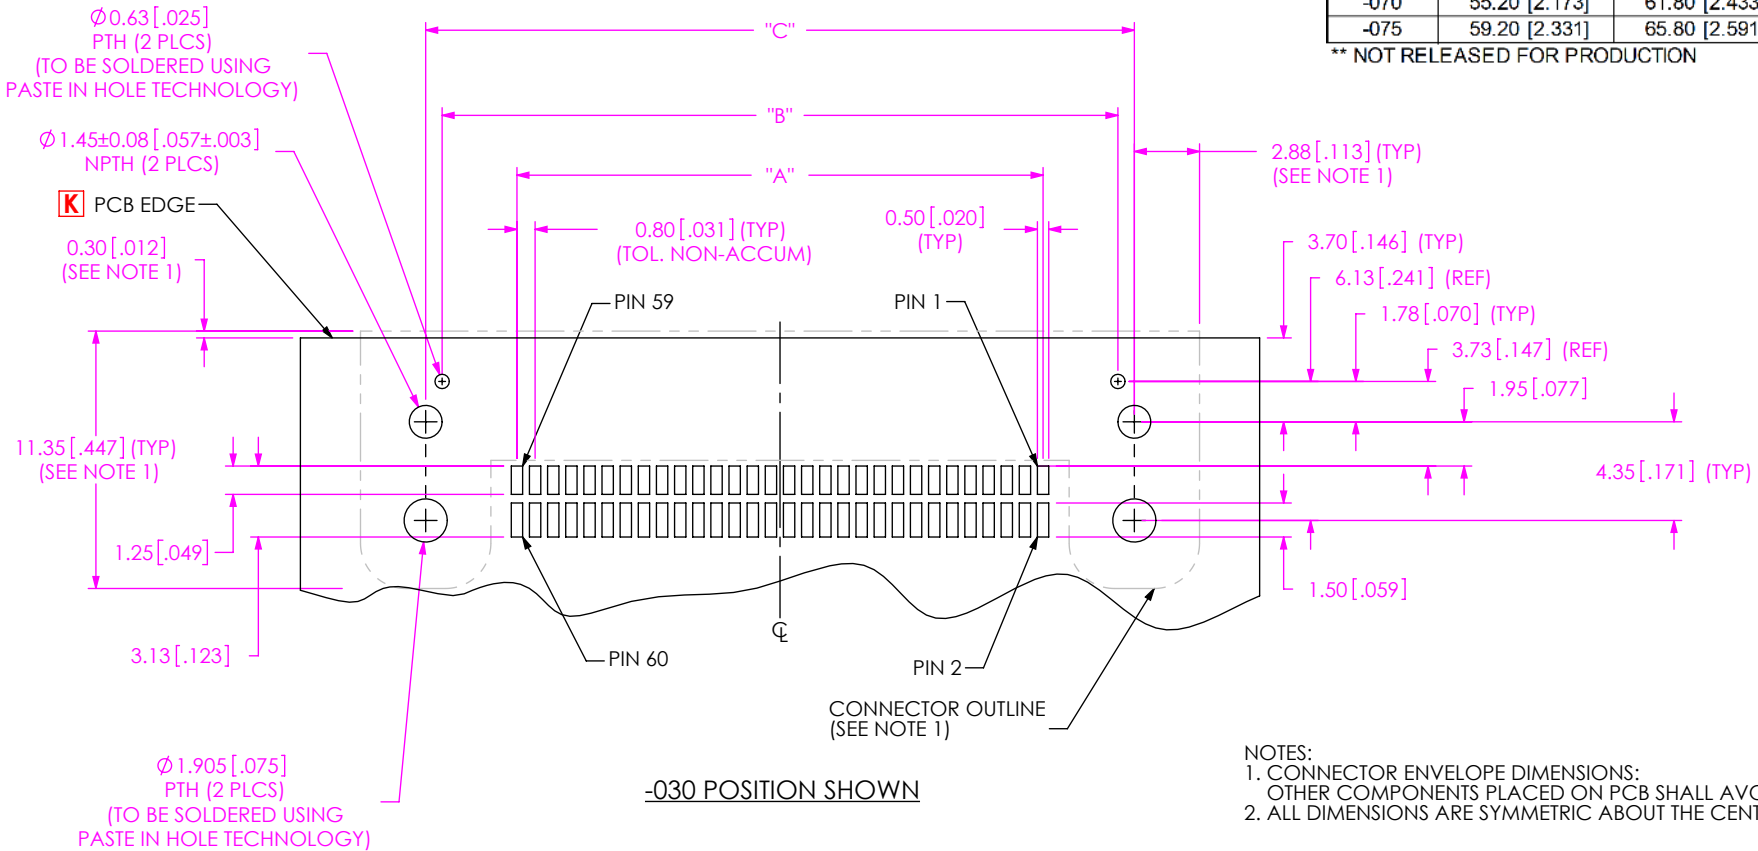 Ø0.63 [.025]
PTH (2 PLCS)
(TO BE SOLDERED USING
PASTE IN HOLE TECHNOLOGY)
Ø1.45±0.08 [.057±.003]
NPTH (2 PLCS)
K PCB EDGE
0.30 [.012]
(SEE NOTE 1)
11.35 [.447] (TYP)
(SEE NOTE 1)
1.25 [.049]
3.13 [.123]
Ø1.905 [.075]
PTH (2 PLCS)
(TO BE SOLDERED USING
PASTE IN HOLE TECHNOLOGY)
"C"
"B"
"A"
0.80 [.031] (TYP)
(TOL. NON-ACCUM)
0.50 [.020]
(TYP)
PIN 59
PIN 1
PIN 60
PIN 2
℄
CONNECTOR OUTLINE
(SEE NOTE 1)
-030 POSITION SHOWN
-070 55.20 [2.173] 61.80 [2.433
-075 59.20 [2.331] 65.80 [2.591
** NOT RELEASED FOR PRODUCTION
2.88 [.113] (TYP)
(SEE NOTE 1)
3.70 [.146] (TYP)
6.13 [.241] (REF)
1.78 [.070] (TYP)
3.73 [.147] (REF)
1.95 [.077]
4.35 [.171] (TYP)
1.50 [.059]
NOTES:
1. CONNECTOR ENVELOPE DIMENSIONS:
OTHER COMPONENTS PLACED ON PCB SHALL
2. ALL DIMENSIONS ARE SYMMETRIC ABOUT THE